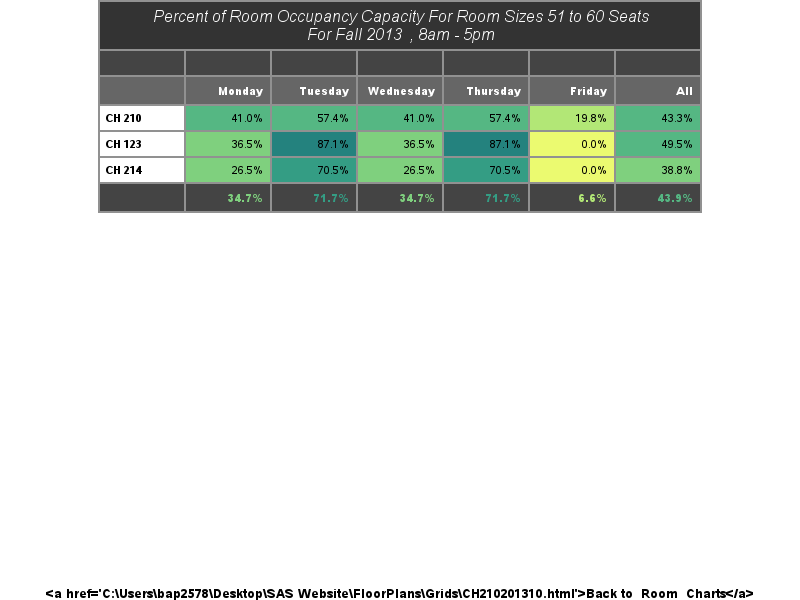 Percent of Room Occupancy Capacity For Room Sizes 51 to 60 Seats
For Fall 2013 , 8am - 5pm
Monday Tuesday Wednesday Thursday Friday All
CH 210 41.0% 57.4% 41.0% 57.4% 19.8% 43.3%
CH 123 36.5% 87.1% 36.5% 87.1% 0.0% 49.5%
CH 214 26.5% 70.5% 26.5% 70.5% 0.0% 38.8%
34.7% 71.7% 34.7% 71.7% 6.6% 43.9%
<a href='C:\Users\bap2578\Desktop\SAS Website\FloorPlans\Grids\CH210201310.html'>Back to Room Charts</a>